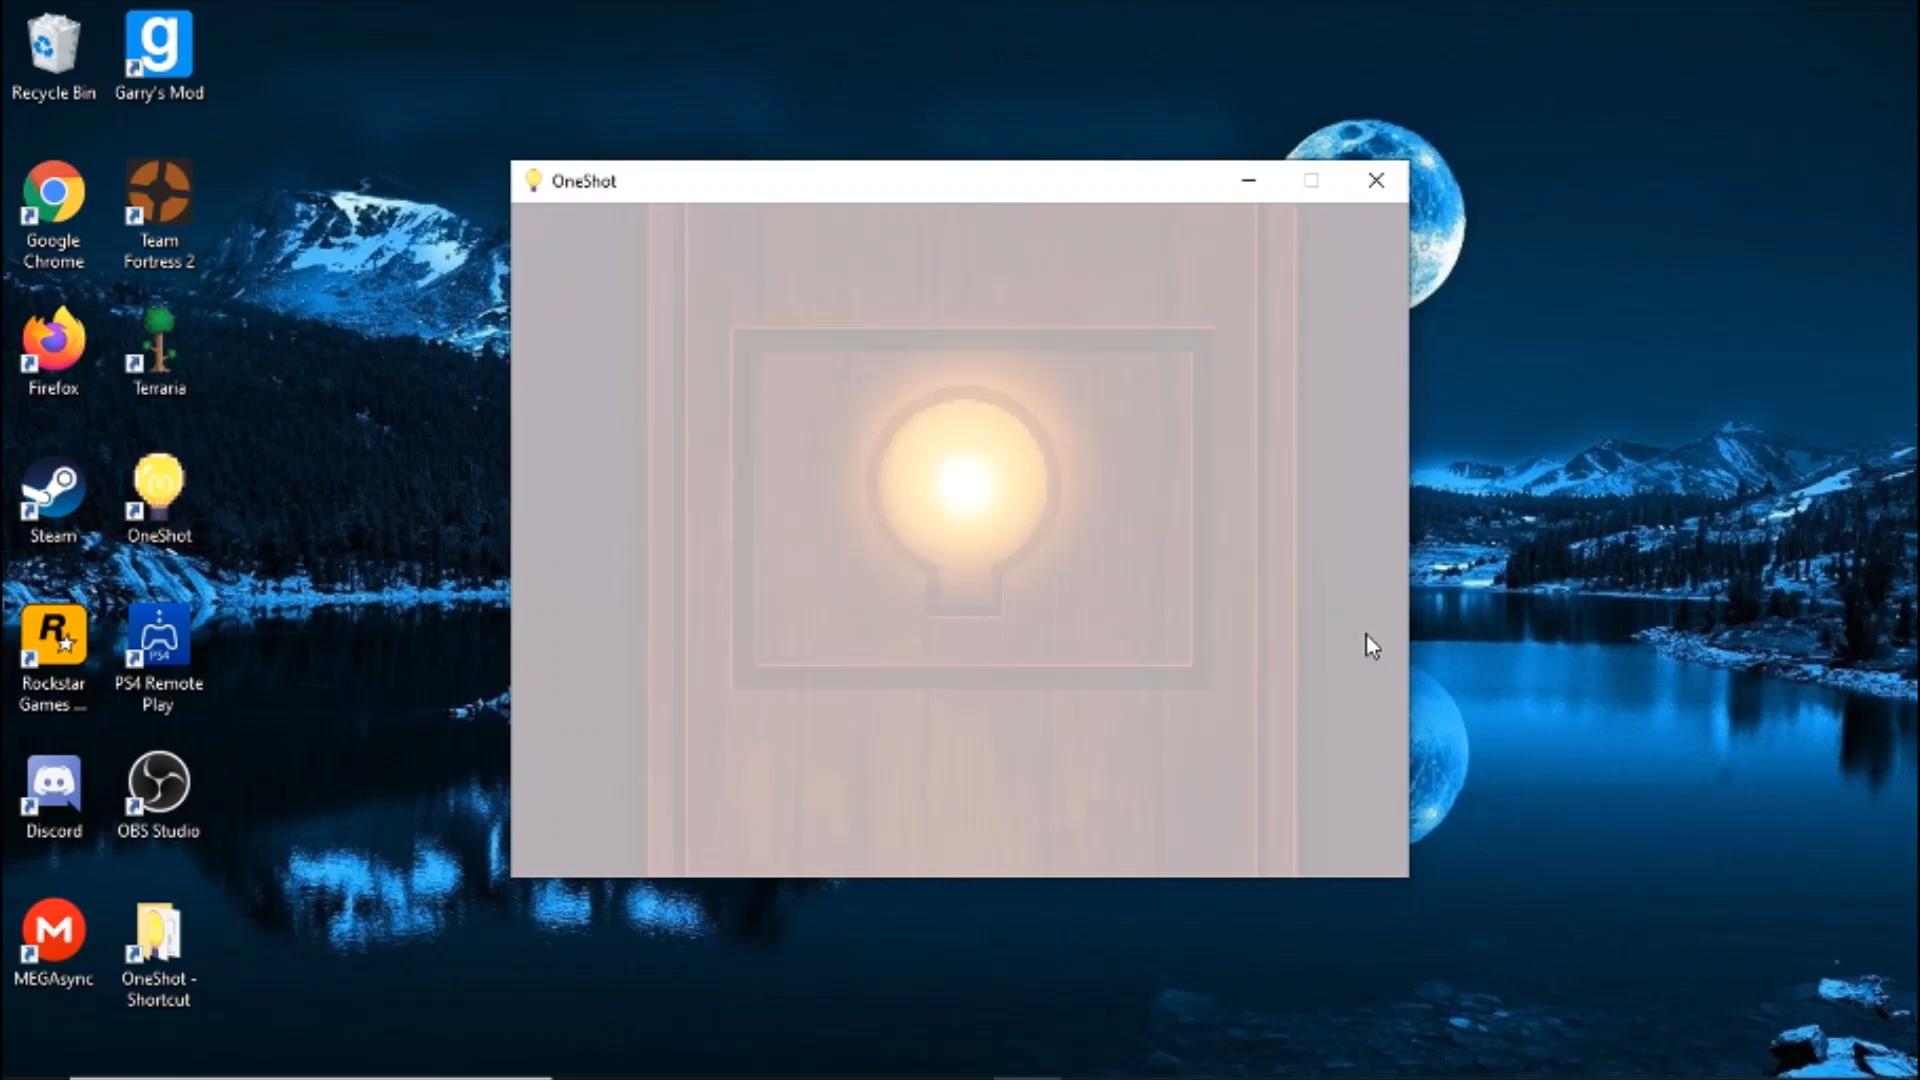 Recycle Bin
Garry's Mod
Google
Chrome
Team
Fortress 2
Firefox
Terraria
Steam
OneShot
Rockstar
Games ...
PS4
PS4 Remote
Play
Discord
OBS Studio
MEGAsync
OneShot -
Shortcut
OneShot